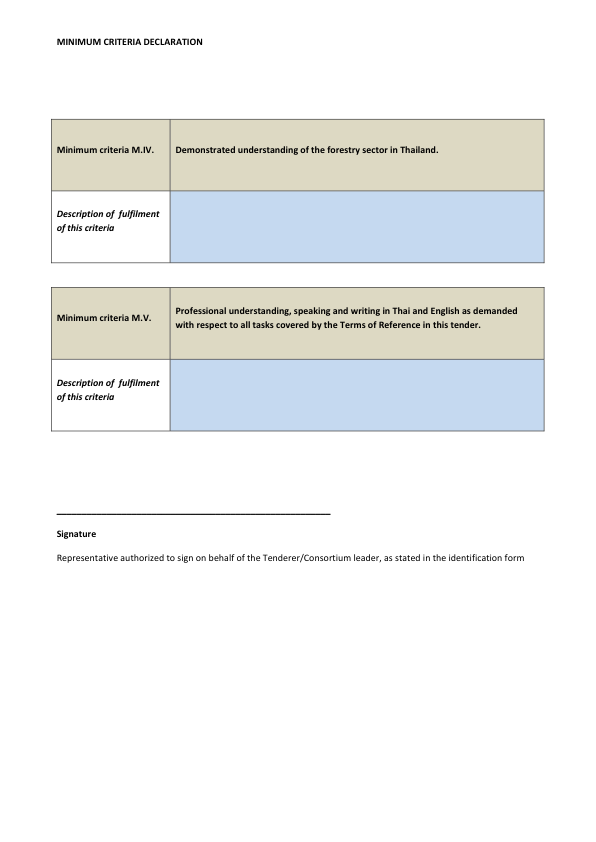 MINIMUM CRITERIA DECLARATION
Minimum criteria M.IV.
Demonstrated understanding of the forestry sector in Thailand.
Description of fulfilment
of this criteria
Minimum criteria M.V.
Professional understanding, speaking and writing in Thai and English as demanded
with respect to all tasks covered by the Terms of Reference in this tender.
Description of fulfilment
of this criteria
Signature
Representative authorized to sign on behalf of the Tenderer/Consortium leader, as stated in the identification form